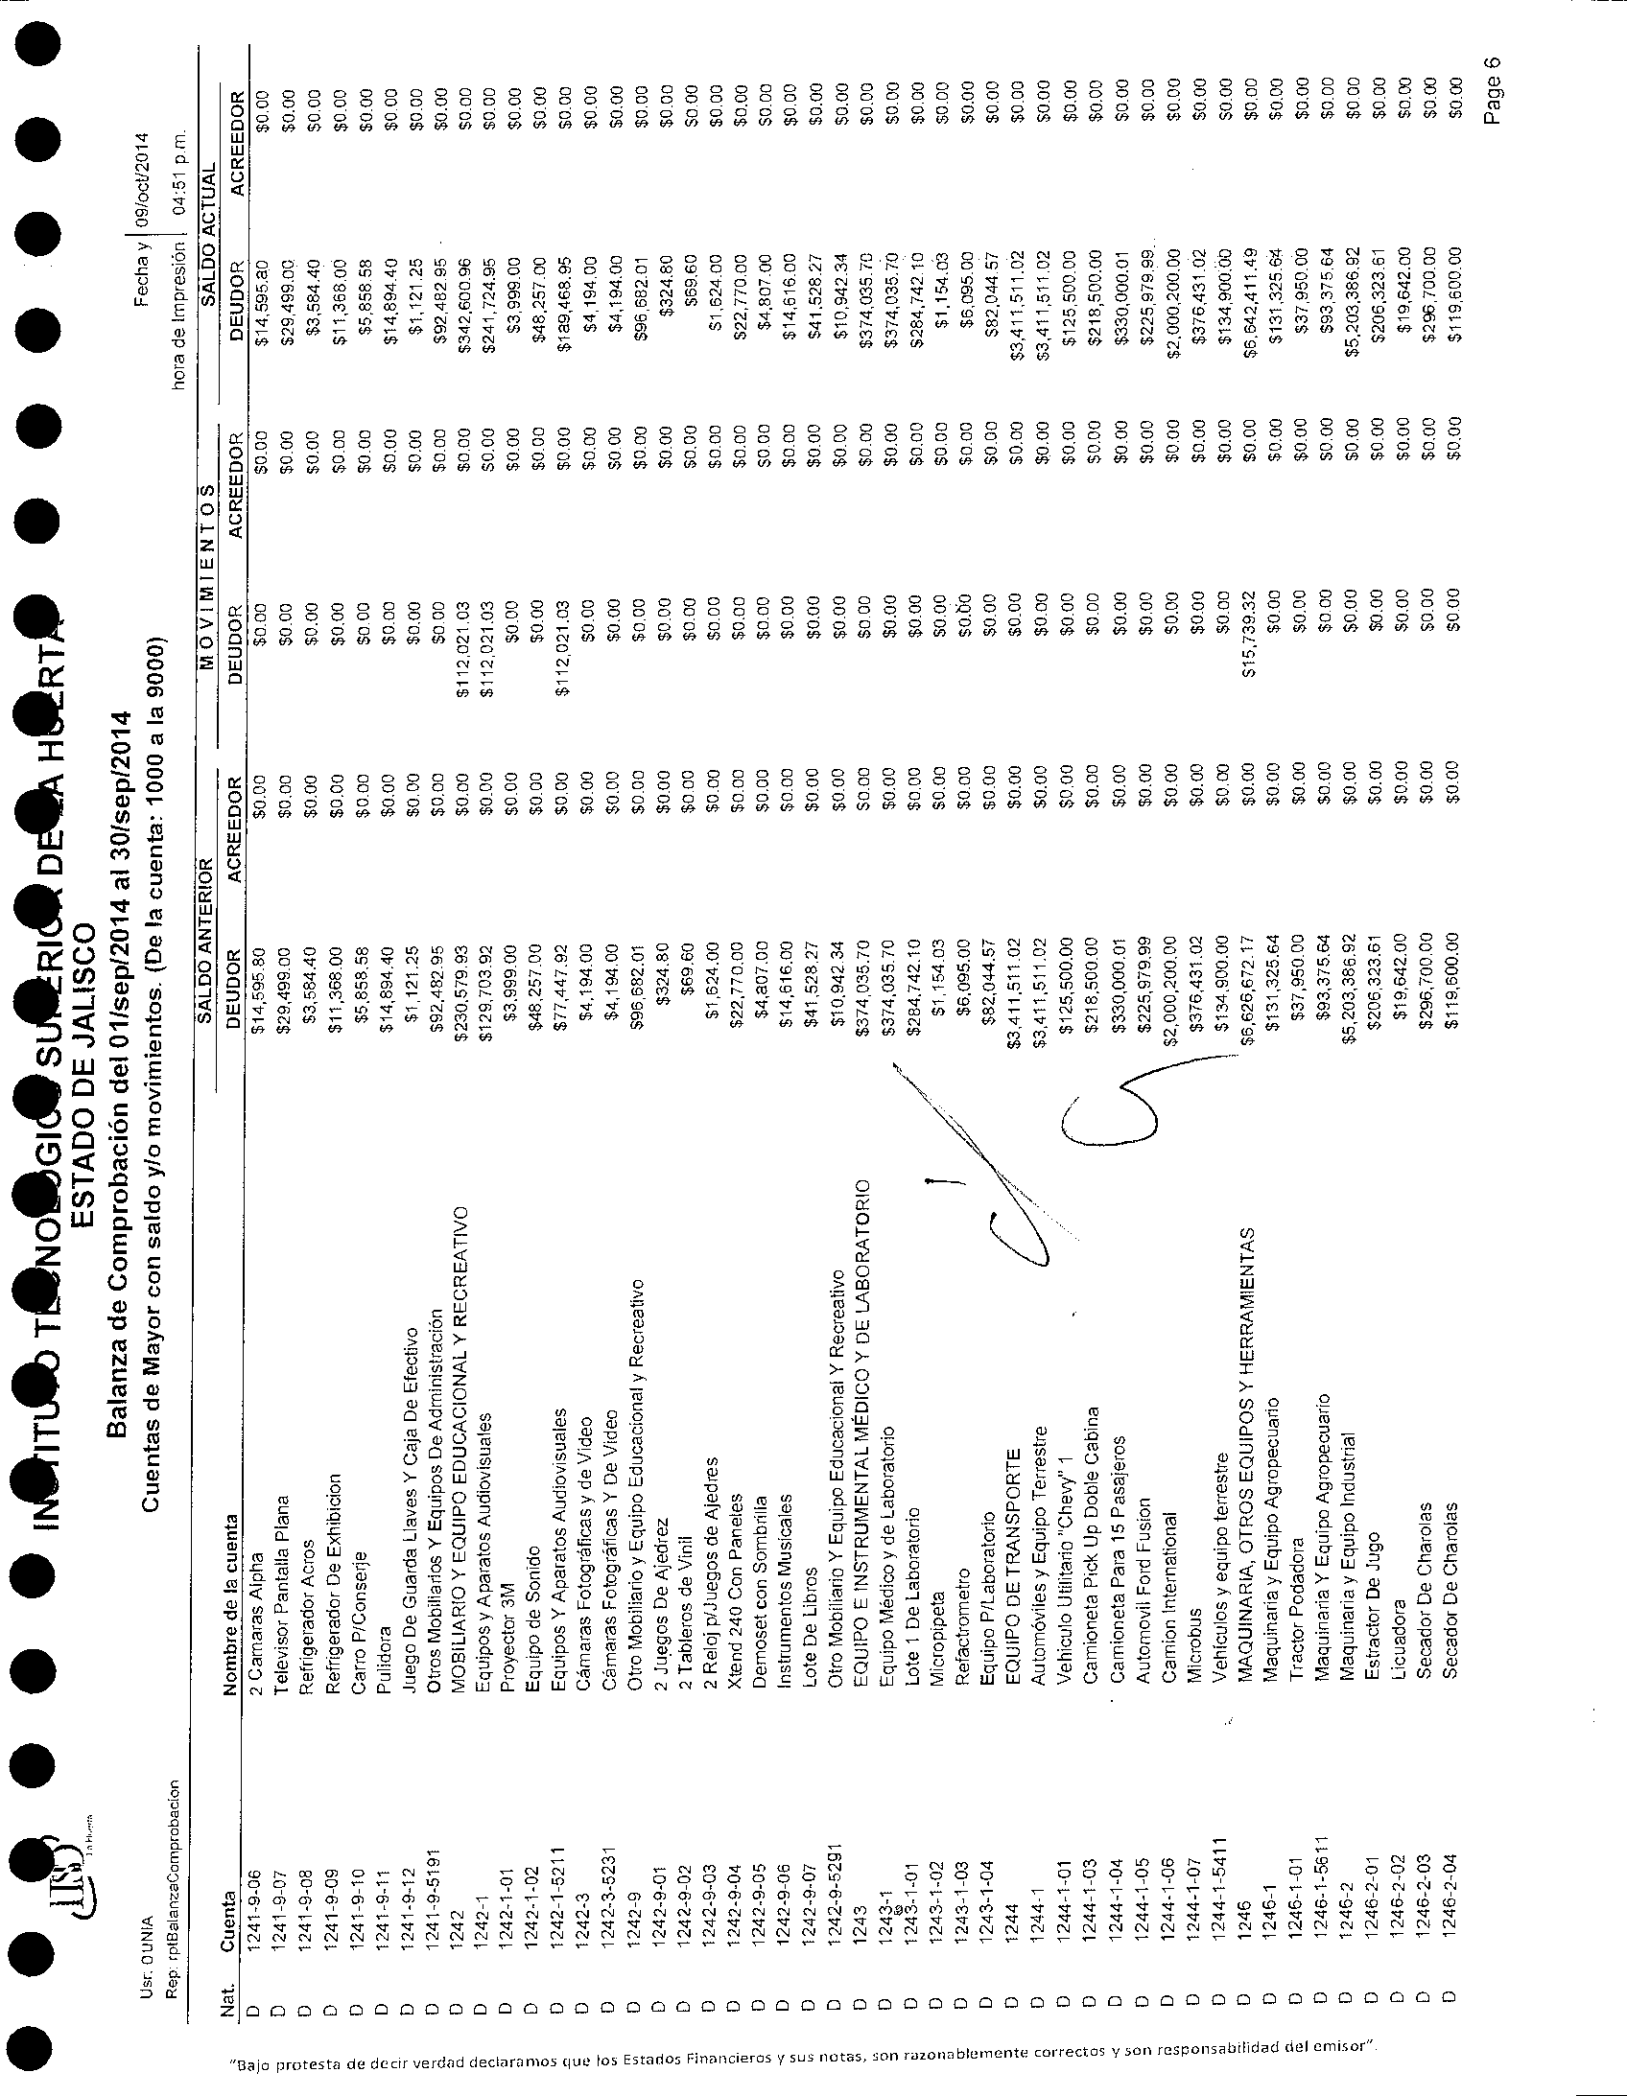 INSTITUTO TECNOLOGICO SUPERIOR DE LA HUERTA
ESTADO DE JALISCO
Balanza de Comprobación del 01/sep/2014 al 30/sep/2014
Cuentas de Mayor con saldo y/o movimientos. (De la cuenta: 1000 a la 9000)
La Huerta
Usr: OUNIA
Rep: rptBalanzaComprobacion
Fecha y 09/oct/2014
hora de Impresión 04:51 p.m.
SALDO ANTERIOR MOVIMIENTOS SALDO ACTUAL
Nat. Cuenta Nombre de la cuenta DEUDOR ACREEDOR DEUDOR ACREEDOR DEUDOR ACREEDOR
D 1241-9-06 2 Camaras Alpha $14,595.80 $0.00 $0.00 $0.00 $14,595.80 $0.00
D 1241-9-07 Televisor Pantalla Plana $29,499.00 $0.00 $0.00 $0.00 $29,499.00 $0.00
D 1241-9-08 Refrigerador Acros $3,584.40 $0.00 $0.00 $0.00 $3,584.40 $0.00
D 1241-9-09 Refrigerador De Exhibicion $11,368.00 $0.00 $0.00 $0.00 $11,368.00 $0.00
D 1241-9-10 Carro P/Conserje $5,858.58 $0.00 $0.00 $0.00 $5,858.58 $0.00
D 1241-9-11 Pulidora $14,894.40 $0.00 $0.00 $0.00 $14,894.40 $0.00
D 1241-9-12 Juego De Guarda Llaves Y Caja De Efectivo $1,121.25 $0.00 $0.00 $0.00 $1,121.25 $0.00
D 1241-9-5191 Otros Mobiliarios Y Equipos De Administración $92,482.95 $0.00 $0.00 $0.00 $92,482.95 $0.00
D 1242 MOBILIARIO Y EQUIPO EDUCACIONAL Y RECREATIVO $230,579.93 $0.00 $112,021.03 $0.00 $342,600.96 $0.00
D 1242-1 Equipos y Aparatos Audiovisuales $129,703.92 $0.00 $112,021.03 $0.00 $241,724.95 $0.00
D 1242-1-01 Proyector 3M $3,999.00 $0.00 $0.00 $0.00 $3,999.00 $0.00
D 1242-1-02 Equipo de Sonido $48,257.00 $0.00 $0.00 $0.00 $48,257.00 $0.00
D 1242-1-5211 Equipos Y Aparatos Audiovisuales $77,447.92 $0.00 $112,021.03 $0.00 $189,468.95 $0.00
D 1242-3 Cámaras Fotográficas y de Video $4,194.00 $0.00 $0.00 $0.00 $4,194.00 $0.00
D 1242-3-5231 Cámaras Fotográficas Y De Video $4,194.00 $0.00 $0.00 $0.00 $4,194.00 $0.00
D 1242-9 Otro Mobiliario y Equipo Educacional y Recreativo $96,682.01 $0.00 $0.00 $0.00 $96,682.01 $0.00
D 1242-9-01 2 Juegos De Ajedrez $324.80 $0.00 $0.00 $0.00 $324.80 $0.00
D 1242-9-02 2 Tableros de Vinil $69.60 $0.00 $0.00 $0.00 $69.60 $0.00
D 1242-9-03 2 Reloj p/Juegos de Ajedres $1,624.00 $0.00 $0.00 $0.00 $1,624.00 $0.00
D 1242-9-04 Xtend 240 Con Paneles $22,770.00 $0.00 $0.00 $0.00 $22,770.00 $0.00
D 1242-9-05 Demoset con Sombrilla $4,807.00 $0.00 $0.00 $0.00 $4,807.00 $0.00
D 1242-9-06 Instrumentos Musicales $14,616.00 $0.00 $0.00 $0.00 $14,616.00 $0.00
D 1242-9-07 Lote De Libros $41,528.27 $0.00 $0.00 $0.00 $41,528.27 $0.00
D 1242-9-5291 Otro Mobiliario Y Equipo Educacional Y Recreativo $10,942.34 $0.00 $0.00 $0.00 $10,942.34 $0.00
D 1243 EQUIPO E INSTRUMENTAL MÉDICO Y DE LABORATORIO $374,035.70 $0.00 $0.00 $0.00 $374,035.70 $0.00
D 1243-1 Equipo Médico y de Laboratorio $374,035.70 $0.00 $0.00 $0.00 $374,035.70 $0.00
D 1243-1-01 Lote 1 De Laboratorio $284,742.10 $0.00 $0.00 $0.00 $284,742.10 $0.00
D 1243-1-02 Micropipeta $1,154.03 $0.00 $0.00 $0.00 $1,154.03 $0.00
D 1243-1-03 Refactrometro $6,095.00 $0.00 $0.00 $0.00 $6,095.00 $0.00
D 1243-1-04 Equipo P/Laboratorio $82,044.57 $0.00 $0.00 $0.00 $82,044.57 $0.00
D 1244 EQUIPO DE TRANSPORTE $3,411,511.02 $0.00 $0.00 $0.00 $3,411,511.02 $0.00
D 1244-1 Automóviles y Equipo Terrestre $3,411,511.02 $0.00 $0.00 $0.00 $3,411,511.02 $0.00
D 1244-1-01 Vehiculo Utilitario "Chevy" 1 $125,500.00 $0.00 $0.00 $0.00 $125,500.00 $0.00
D 1244-1-03 Camioneta Pick Up Doble Cabina $218,500.00 $0.00 $0.00 $0.00 $218,500.00 $0.00
D 1244-1-04 Camioneta Para 15 Pasajeros $330,000.01 $0.00 $0.00 $0.00 $330,000.01 $0.00
D 1244-1-05 Automovil Ford Fusion $225,979.99 $0.00 $0.00 $0.00 $225,979.99 $0.00
D 1244-1-06 Camion International $2,000,200.00 $0.00 $0.00 $0.00 $2,000,200.00 $0.00
D 1244-1-07 Microbus $376,431.02 $0.00 $0.00 $0.00 $376,431.02 $0.00
D 1244-1-5411 Vehículos y equipo terrestre $134,900.00 $0.00 $0.00 $0.00 $134,900.00 $0.00
D 1246 MAQUINARIA, OTROS EQUIPOS Y HERRAMIENTAS $6,626,672.17 $0.00 $15,739.32 $0.00 $6,642,411.49 $0.00
D 1246-1 Maquinaria y Equipo Agropecuario $131,325.64 $0.00 $0.00 $0.00 $131,325.64 $0.00
D 1246-1-01 Tractor Podadora $37,950.00 $0.00 $0.00 $0.00 $37,950.00 $0.00
D 1246-1-5611 Maquinaria Y Equipo Agropecuario $93,375.64 $0.00 $0.00 $0.00 $93,375.64 $0.00
D 1246-2 Maquinaria y Equipo Industrial $5,203,386.92 $0.00 $0.00 $0.00 $5,203,386.92 $0.00
D 1246-2-01 Estractor De Jugo $206,323.61 $0.00 $0.00 $0.00 $206,323.61 $0.00
D 1246-2-02 Licuadora $19,642.00 $0.00 $0.00 $0.00 $19,642.00 $0.00
D 1246-2-03 Secador De Charolas $296,700.00 $0.00 $0.00 $0.00 $296,700.00 $0.00
D 1246-2-04 Secador De Charolas $119,600.00 $0.00 $0.00 $0.00 $119,600.00 $0.00
Page 6
"Bajo protesta de decir verdad declaramos que los Estados Financieros y sus notas, son razonablemente correctos y son responsabilidad del emisor".